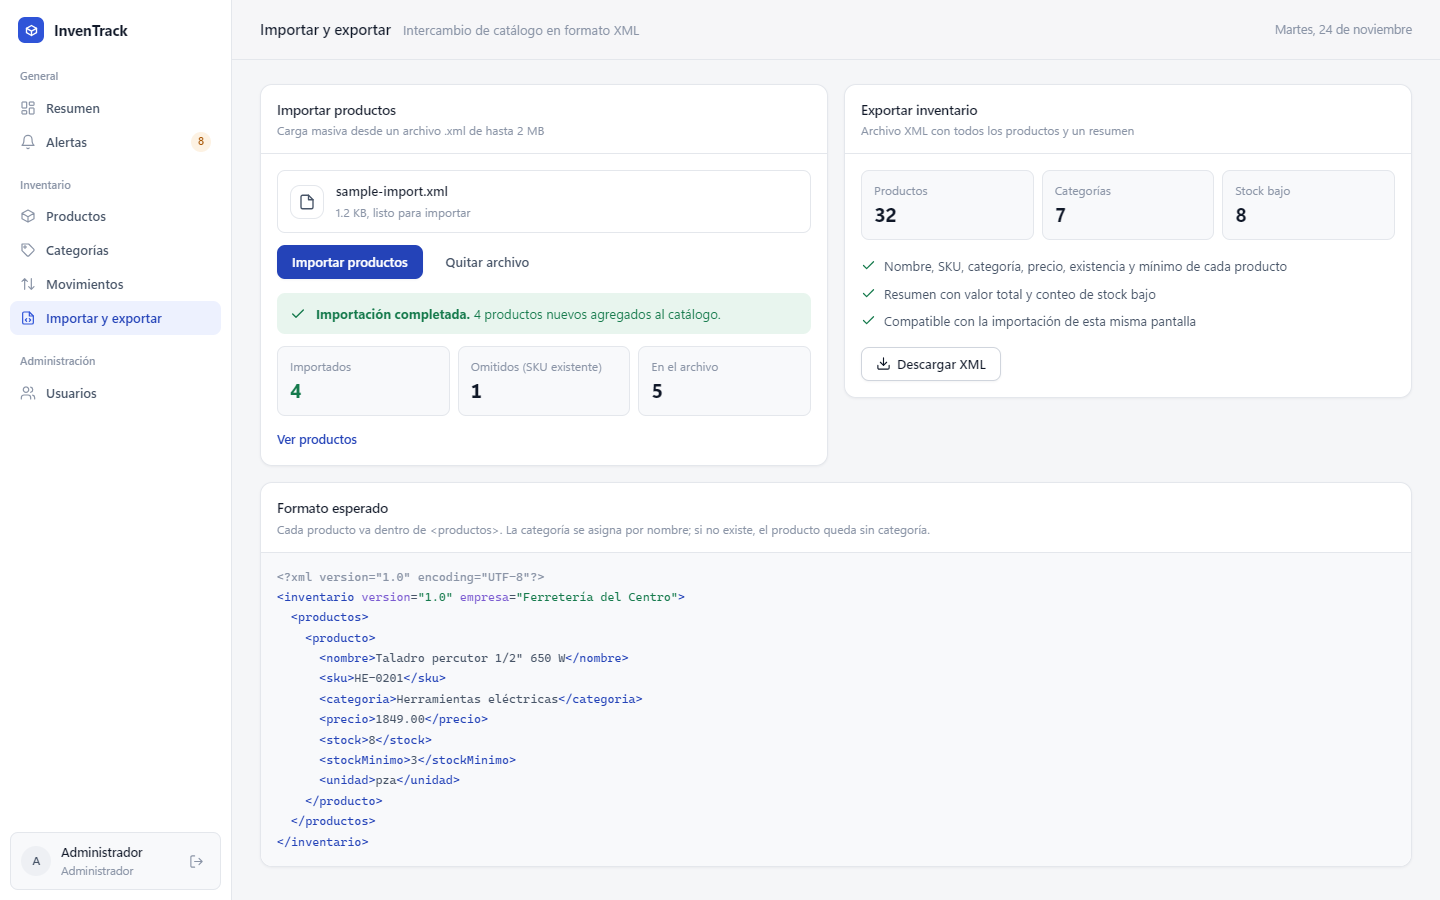 InvenTrack
General
Resumen
Alertas 8
Inventario
Productos
Categorías
Movimientos
Importar y exportar
Administración
Usuarios
A
Administrador
Administrador
Importar y exportar Intercambio de catálogo en formato XML
Martes, 24 de noviembre
Importar productos
Carga masiva desde un archivo .xml de hasta 2 MB
sample-import.xml
1.2 KB, listo para importar
Importar productos Quitar archivo
Importación completada. 4 productos nuevos agregados al catálogo.
Importados
4
Omitidos (SKU existente)
1
En el archivo
5
Ver productos
Exportar inventario
Archivo XML con todos los productos y un resumen
Productos
32
Categorías
7
Stock bajo
8
Nombre, SKU, categoría, precio, existencia y mínimo de cada producto
Resumen con valor total y conteo de stock bajo
Compatible con la importación de esta misma pantalla
Descargar XML
Formato esperado
Cada producto va dentro de <productos>. La categoría se asigna por nombre; si no existe, el producto queda sin categoría.
<?xml version="1.0" encoding="UTF-8"?>
<inventario version="1.0" empresa="Ferretería del Centro">
  <productos>
    <producto>
      <nombre>Taladro percutor 1/2" 650 W</nombre>
      <sku>HE-0201</sku>
      <categoria>Herramientas eléctricas</categoria>
      <precio>1849.00</precio>
      <stock>8</stock>
      <stockMinimo>3</stockMinimo>
      <unidad>pza</unidad>
    </producto>
  </productos>
</inventario>